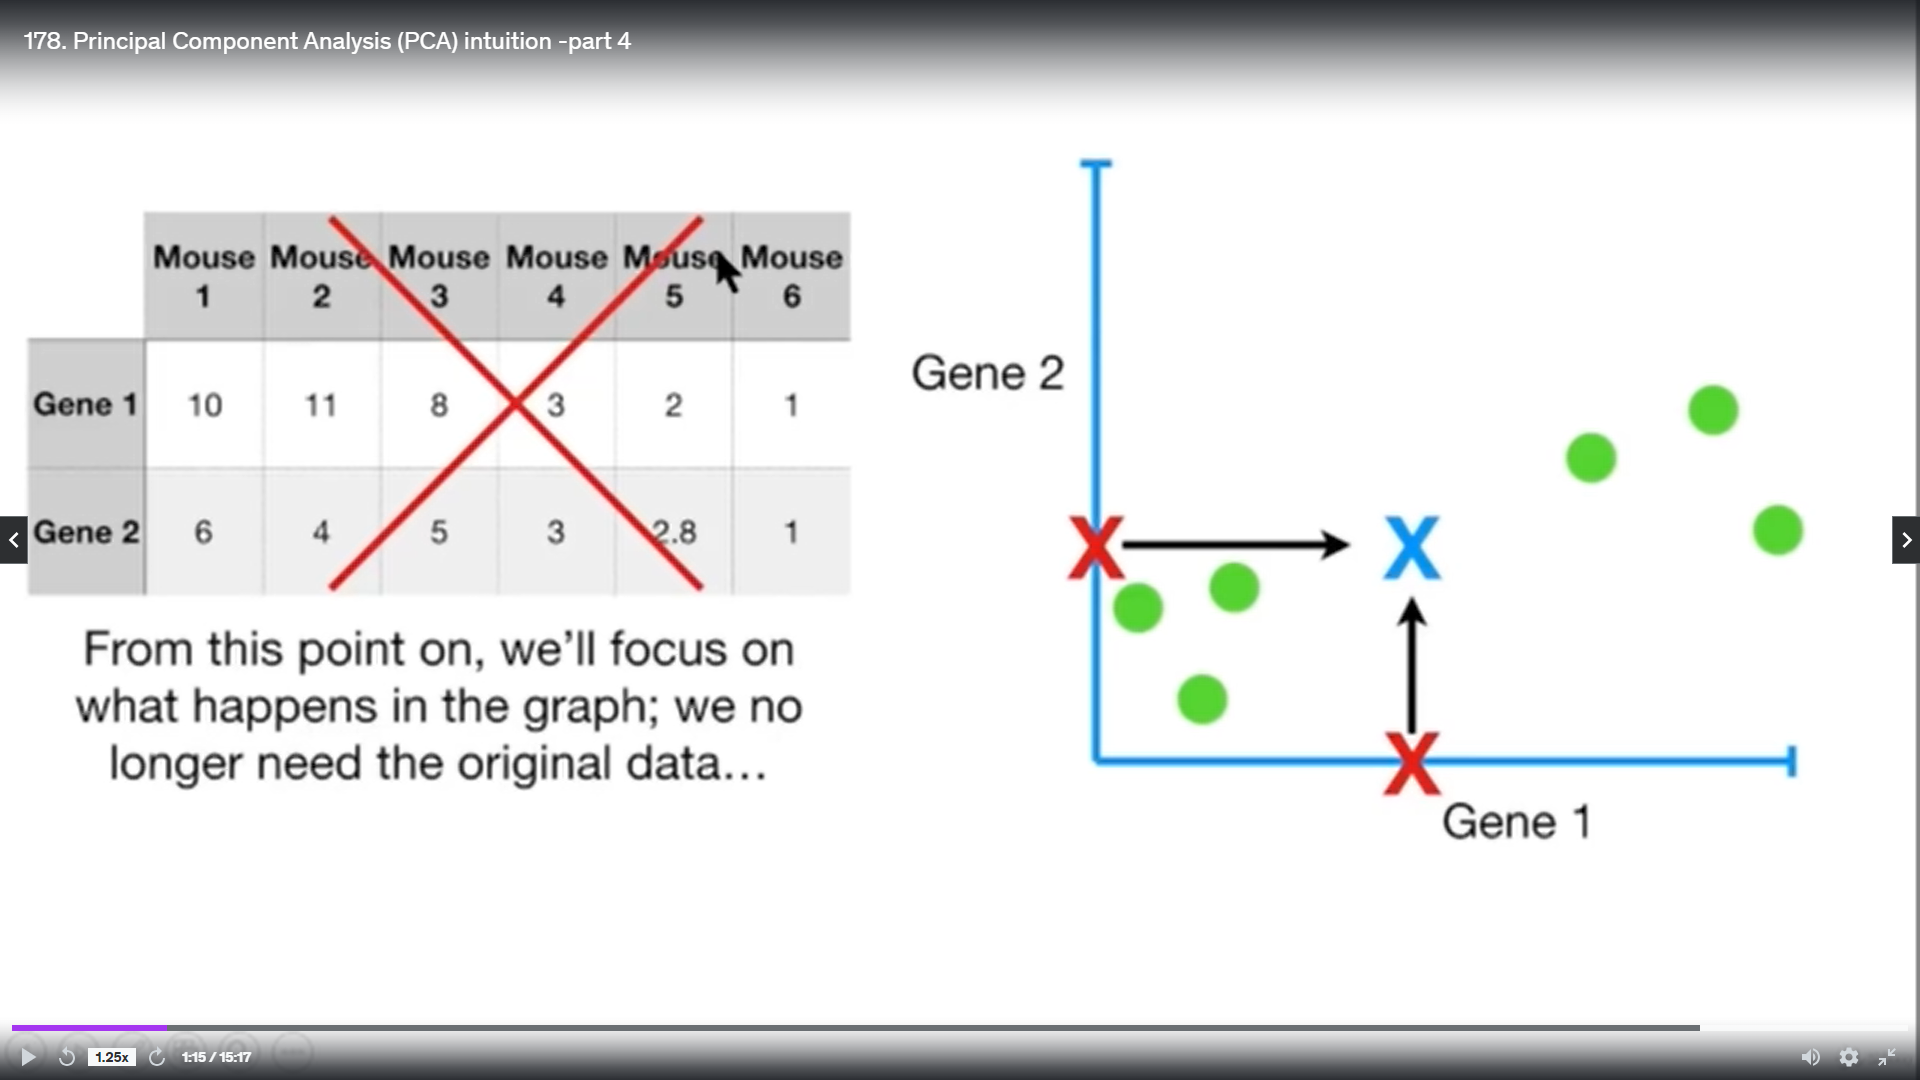 178. Principal Component Analysis (PCA) intuition -part 4
Mouse 1 Mouse 2 Mouse 3 Mouse 4 Mouse 5 Mouse 6
Gene 1 10 11 8 3 2 1
Gene 2 6 4 5 3 2.8 1
From this point on, we'll focus on
what happens in the graph; we no
longer need the original data...
Gene 2
X X
X
Gene 1
1.25x 1:15 / 15:17